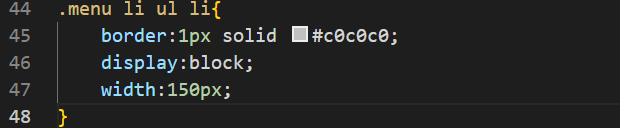 44 .menu li ul li{
45 border:1px solid #c0c0c0;
46 display:block;
47 width:150px;
48 }